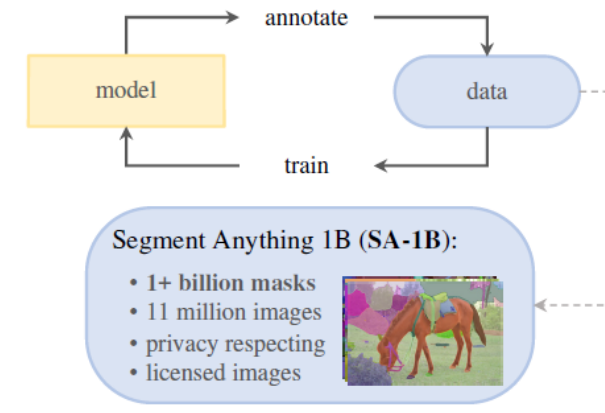 annotate
model
data
train
Segment Anything 1B (SA-1B):
• 1+ billion masks
• 11 million images
• privacy respecting
• licensed images